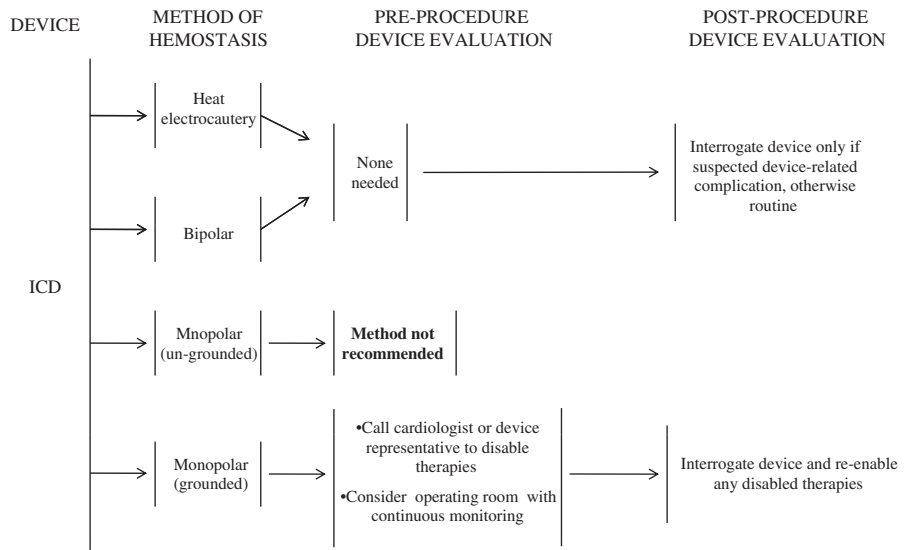 DEVICE
METHOD OF
HEMOSTASIS
PRE-PROCEDURE
DEVICE EVALUATION
POST-PROCEDURE
DEVICE EVALUATION
Heat
electrocautery
None
needed
Interrogate device only if
suspected device-related
complication, otherwise
routine
Bipolar
ICD
Mnopolar
(un-grounded)
Method not
recommended
Monopolar
(grounded)
•Call cardiologist or device
representative to disable
therapies
•Consider operating room with
continuous monitoring
Interrogate device and re-enable
any disabled therapies